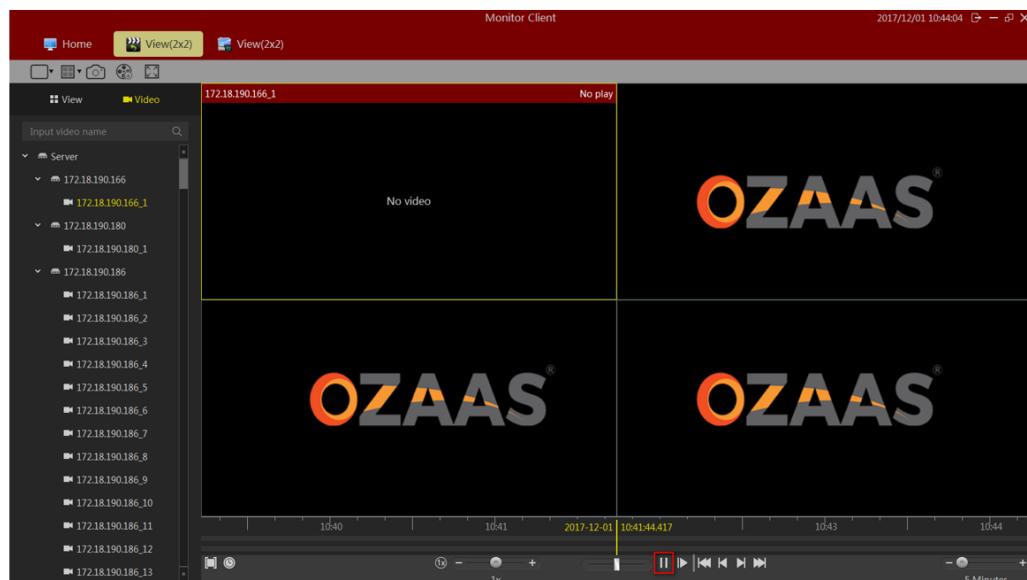 Monitor Client
2017/12/01 10:44:04
Home
View(2x2)
View(2x2)
View
Video
Input video name
Server
172.18.190.166
172.18.190.166_1
172.18.190.180
172.18.190.180_1
172.18.190.186
172.18.190.186_1
172.18.190.186_2
172.18.190.186_3
172.18.190.186_4
172.18.190.186_5
172.18.190.186_6
172.18.190.186_7
172.18.190.186_8
172.18.190.186_9
172.18.190.186_10
172.18.190.186_11
172.18.190.186_12
172.18.190.186_13
172.18.190.166_1 No play
No video
OZAAS®
OZAAS®
OZAAS®
10:40 10:41 2017-12-01 10:41:44.417 10:43 10:44
1x
1x
5 Minutes